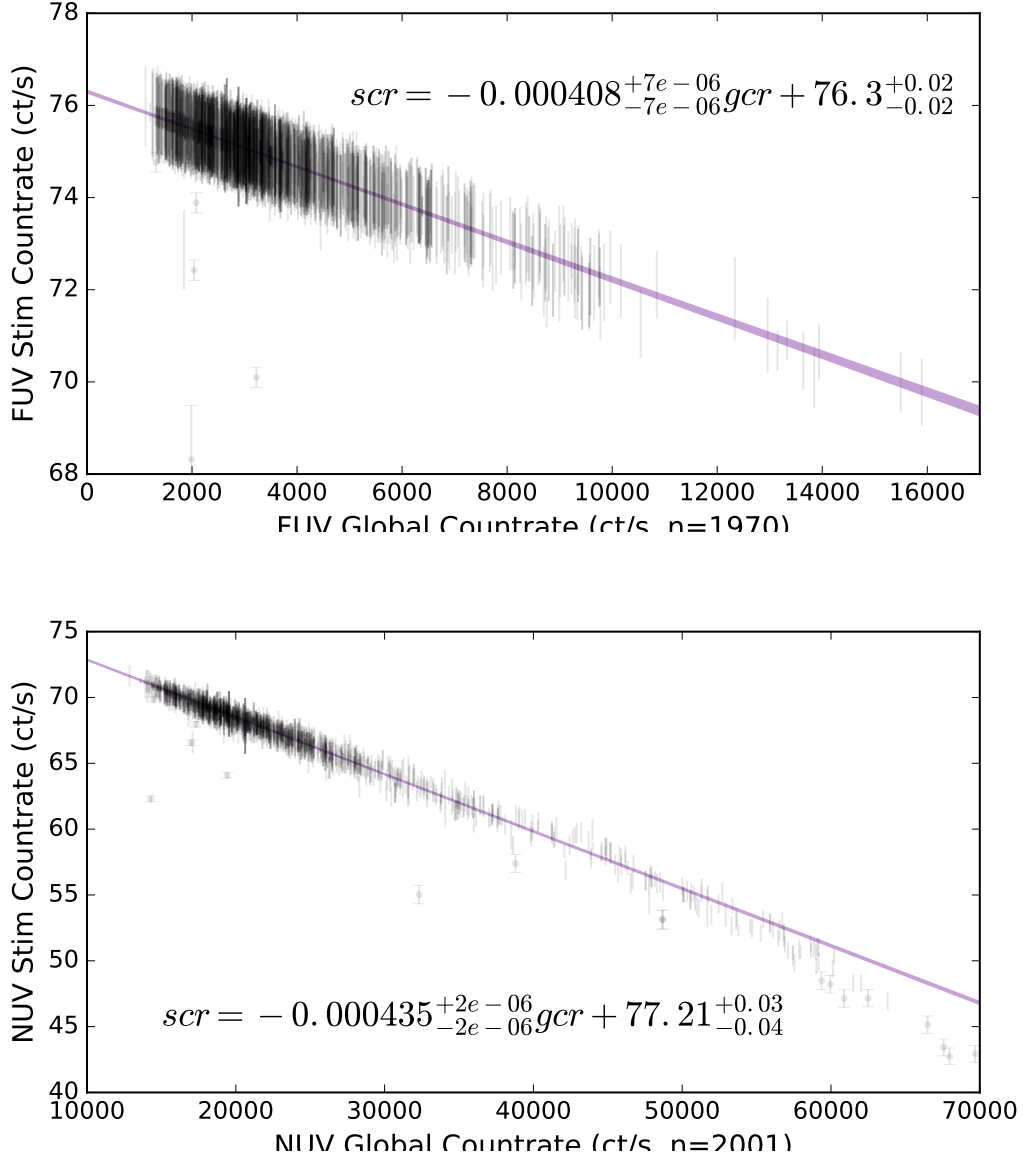 78
76
74
72
70
68
FUV Stim Countrate (ct/s)
scr = − 0.000408 +7e−06 −7e−06 gcr + 76.3 +0.02 −0.02
0 2000 4000 6000 8000 10000 12000 14000 16000
FUV Global Countrate (ct/s, n=1970)
75
70
65
60
55
50
45
40
NUV Stim Countrate (ct/s)
scr = − 0.000435 +2e−06 −2e−06 gcr + 77.21 +0.03 −0.04
10000 20000 30000 40000 50000 60000 70000
NUV Global Countrate (ct/s, n=2001)